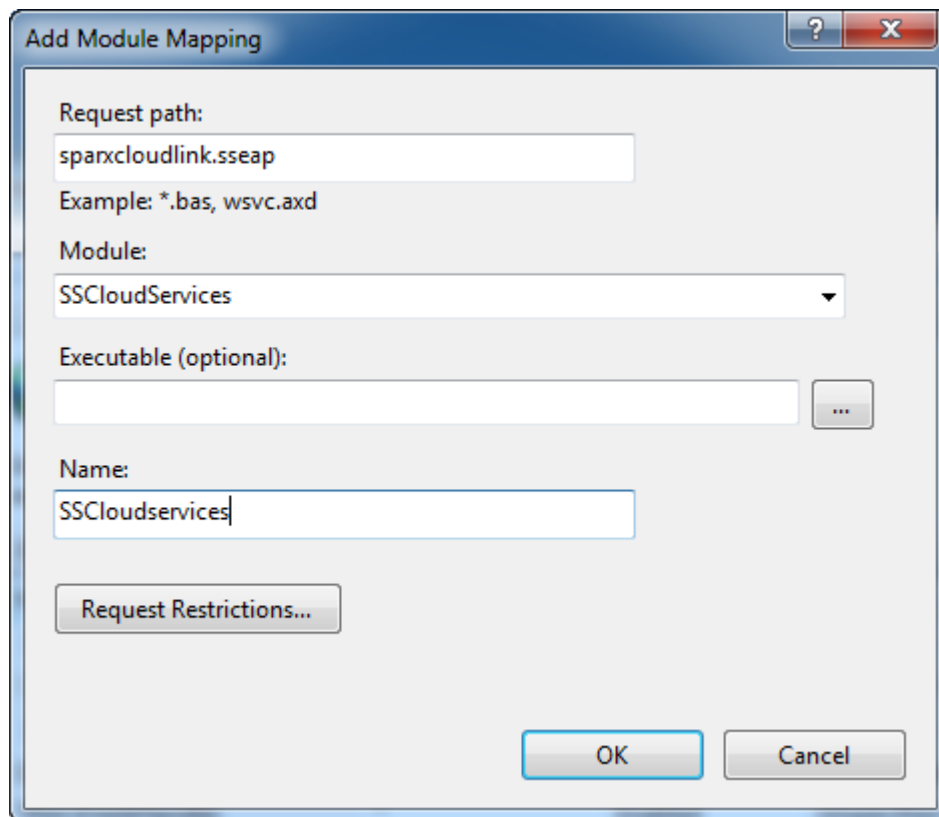 Add Module Mapping
?
X
Request path:
sparxcloudlink.sseap
Example: *.bas, wsvc.axd
Module:
SSCloudServices
Executable (optional):
...
Name:
SSCloudservices
Request Restrictions...
OK
Cancel